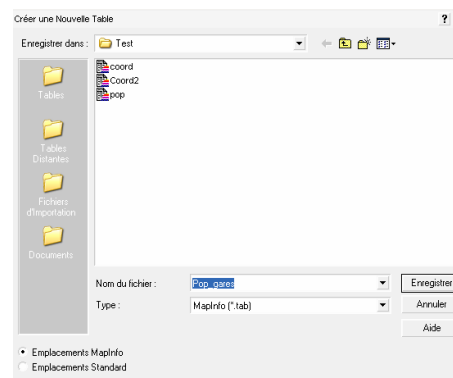 Créer une Nouvelle Table
?
Enregistrer dans :
Test
coord
Coord2
pop
Tables
Tables
Distantes
Fichiers
d'Importation
Documents
Nom du fichier :
Pop_gares
Enregistrer
Type :
MapInfo (*.tab)
Annuler
Aide
Emplacements MapInfo
Emplacements Standard